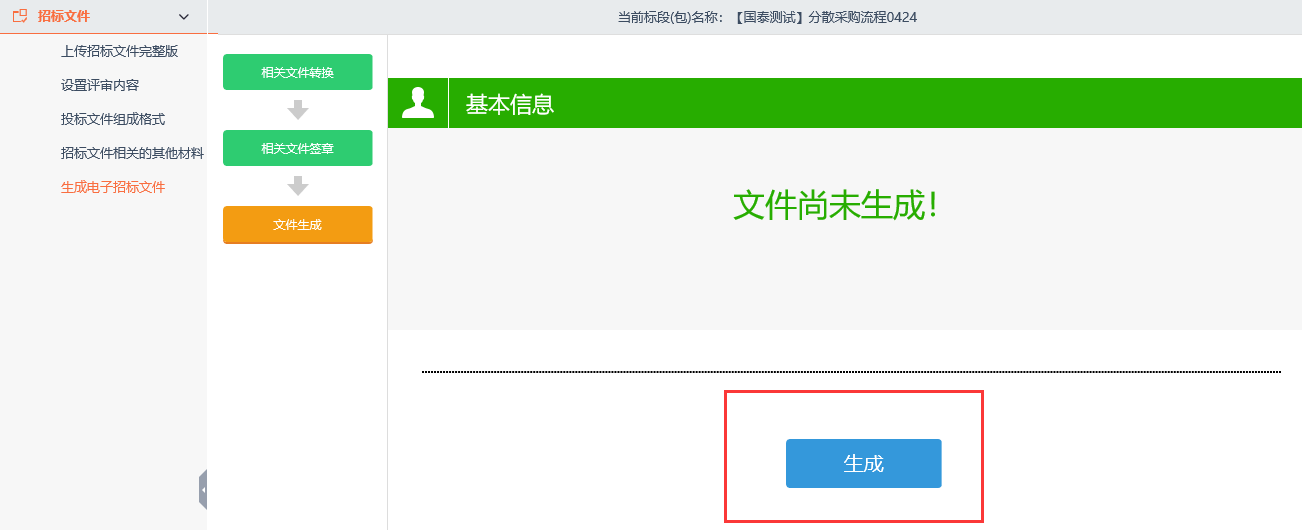 招标文件
当前标段(包)名称：【国泰测试】分散采购流程0424
上传招标文件完整版
设置评审内容
投标文件组成格式
招标文件相关的其他材料
生成电子招标文件
相关文件转换
相关文件签章
文件生成
基本信息
文件尚未生成！
生成